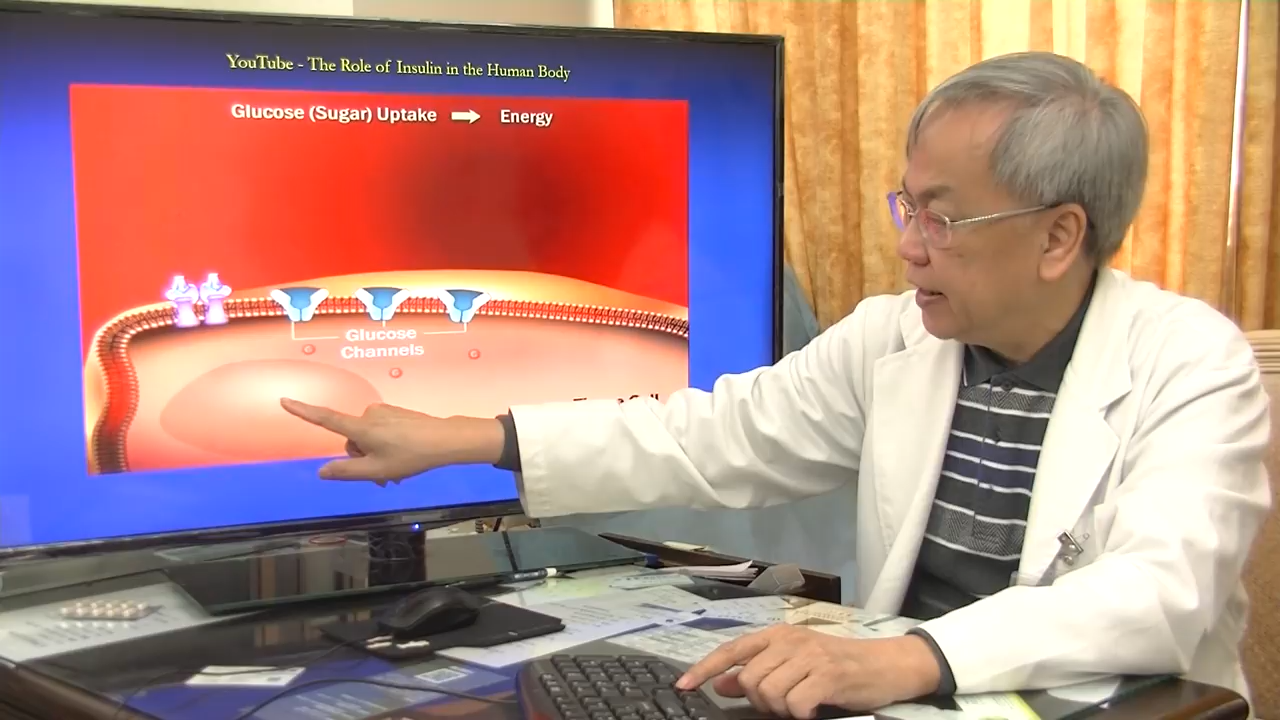 YouTube - The Role of Insulin in the Human Body
Glucose (Sugar) Uptake Energy
Glucose
Channels